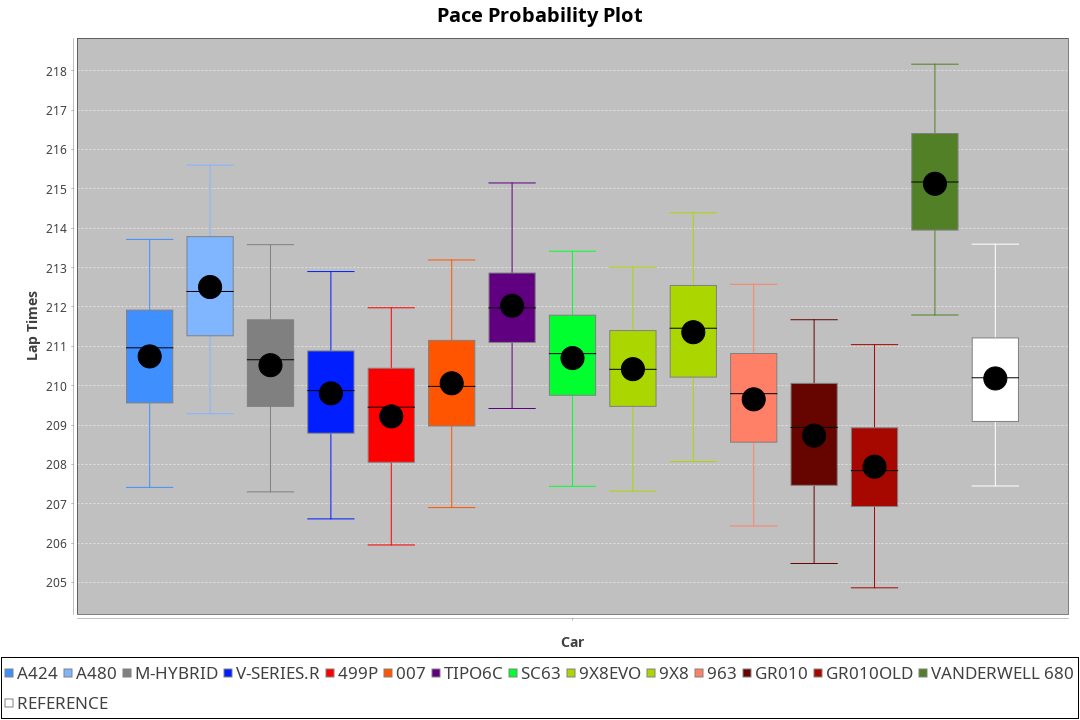 Pace Probability Plot
218
217
216
215
214
213
212
211
210
209
208
207
206
205
Lap Times
Car
A424 A480 M-HYBRID V-SERIES.R 499P 007 TIPO6C SC63 9X8EVO 9X8 963 GR010 GR010OLD VANDERWELL 680
REFERENCE